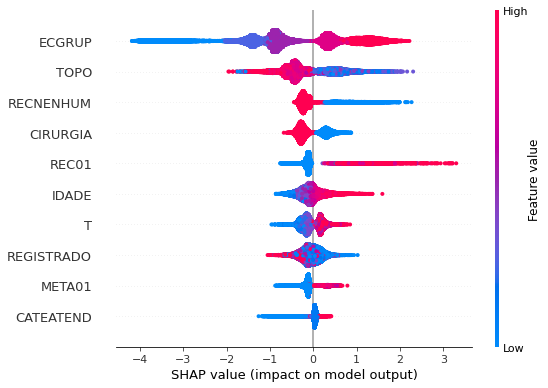 High
ECGRUP
TOPO
RECNENHUM
CIRURGIA
REC01
IDADE
T
REGISTRADO
META01
CATEATEND
Feature value
Low
−4 −3 −2 −1 0 1 2 3
SHAP value (impact on model output)